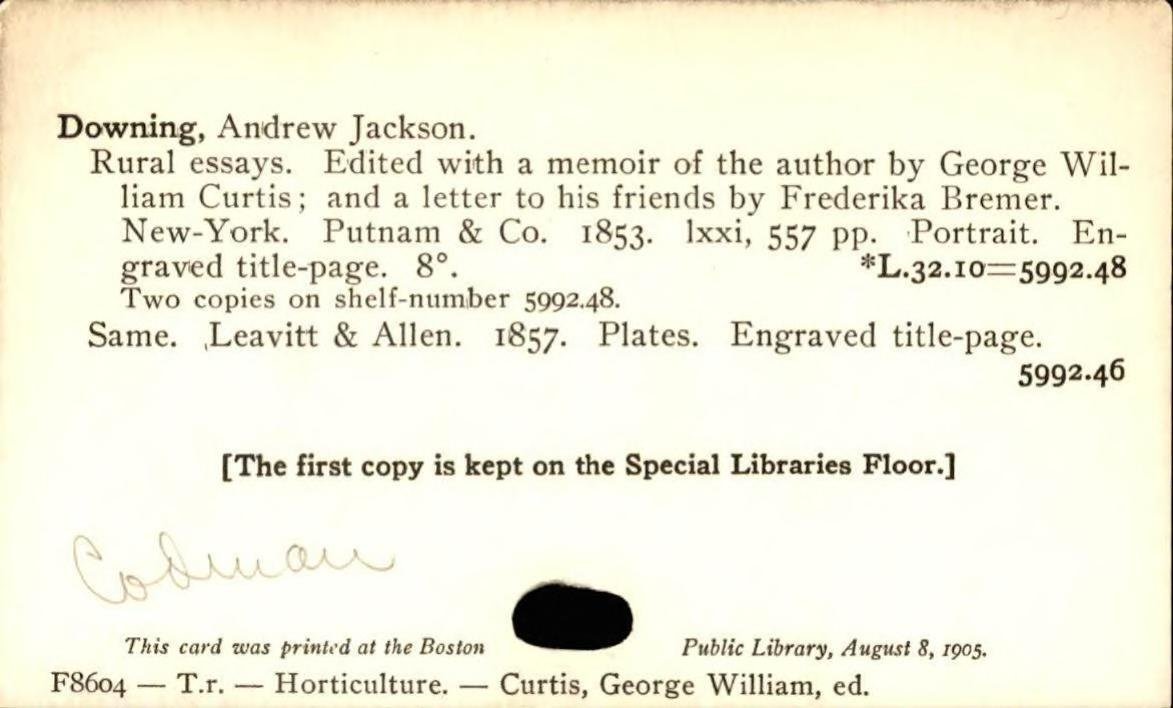 Downing, Andrew Jackson.
Rural essays. Edited with a memoir of the author by George Wil-
liam Curtis; and a letter to his friends by Frederika Bremer.
New-York. Putnam & Co. 1853. lxxi, 557 pp. Portrait. En-
graved title-page. 8°. *L.32.10=5992.48
Two copies on shelf-number 5992.48.
Same. Leavitt & Allen. 1857. Plates. Engraved title-page.
5992.46
[The first copy is kept on the Special Libraries Floor.]
Codman
This card was printed at the Boston Public Library, August 8, 1905.
F8604 — T.r. — Horticulture. — Curtis, George William, ed.